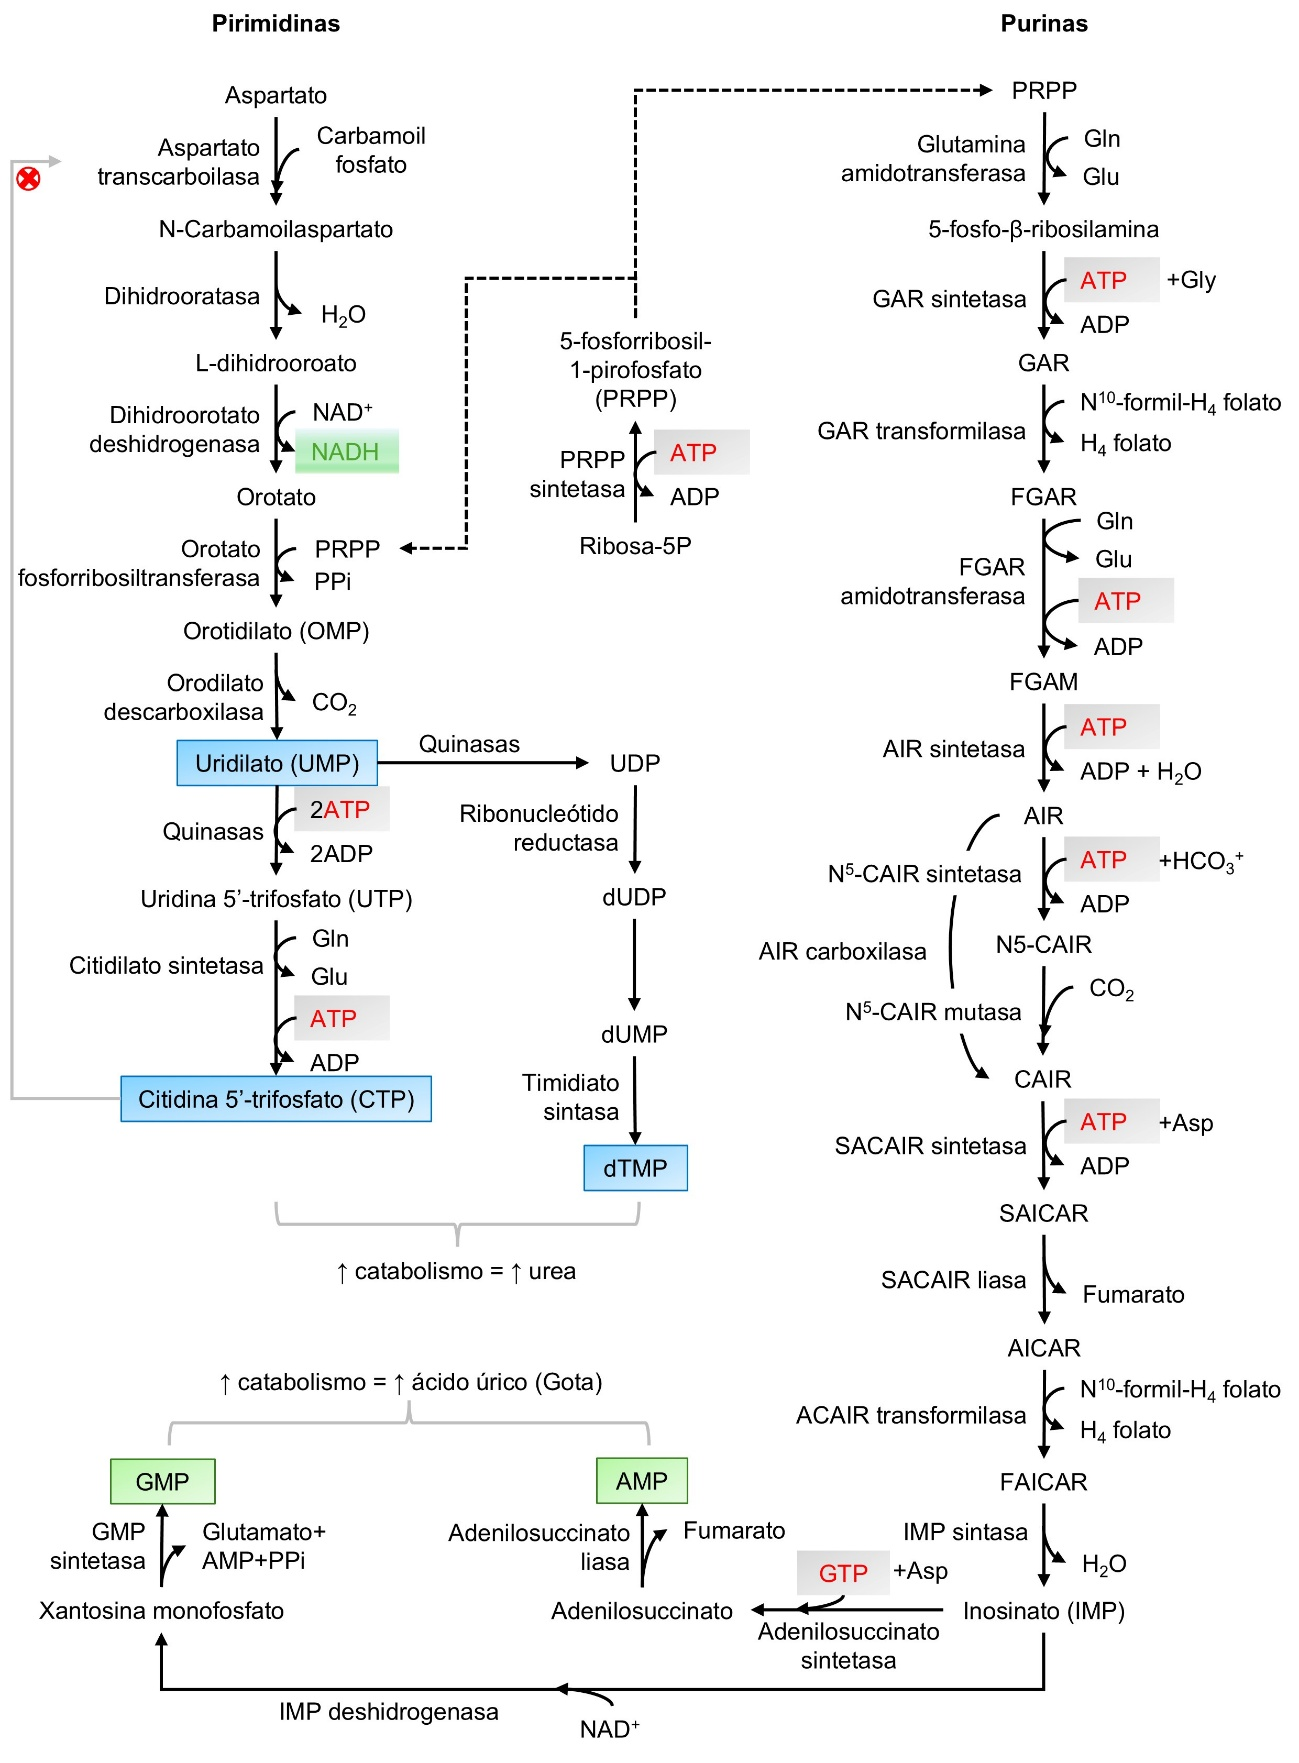 Pirimidinas
Aspartato
Aspartato
transcarboilasa
Carbamoil
fosfato
N-Carbamoilaspartato
Dihidrooratasa
H₂O
L-dihidrooroato
Dihidroorotato
deshidrogenasa
NAD⁺
NADH
Orotato
Orotato
fosforribosiltransferasa
PRPP
PPi
Orotidilato (OMP)
Orodilato
descarboxilasa
CO₂
Uridilato (UMP)
Quinasas
2ATP
2ADP
Uridina 5’-trifosfato (UTP)
Citidilato sintetasa
Gln
Glu
ATP
ADP
Citidina 5’-trifosfato (CTP)
Quinasas
UDP
Ribonucleótido
reductasa
dUDP
dUMP
Timidiato
sintasa
dTMP
↑ catabolismo = ↑ urea
5-fosforribosil-
1-pirofosfato
(PRPP)
PRPP
sintetasa
ATP
ADP
Ribosa-5P
Purinas
PRPP
Glutamina
amidotransferasa
Gln
Glu
5-fosfo-β-ribosilamina
GAR sintetasa
ATP +Gly
ADP
GAR
GAR transformilasa
N¹⁰-formil-H₄ folato
H₄ folato
FGAR
FGAR
amidotransferasa
Gln
Glu
ATP
ADP
FGAM
AIR sintetasa
ATP
ADP + H₂O
AIR
N⁵-CAIR sintetasa
ATP +HCO₃⁺
ADP
AIR carboxilasa
N5-CAIR
N⁵-CAIR mutasa
CO₂
CAIR
SACAIR sintetasa
ATP +Asp
ADP
SAICAR
SACAIR liasa
Fumarato
AICAR
ACAIR transformilasa
N¹⁰-formil-H₄ folato
H₄ folato
FAICAR
IMP sintasa
H₂O
Inosinato (IMP)
GTP +Asp
Adenilosuccinato
sintetasa
Adenilosuccinato
Adenilosuccinato
liasa
Fumarato
AMP
IMP deshidrogenasa
NAD⁺
Xantosina monofosfato
GMP
sintetasa
Glutamato+
AMP+PPi
GMP
↑ catabolismo = ↑ ácido úrico (Gota)